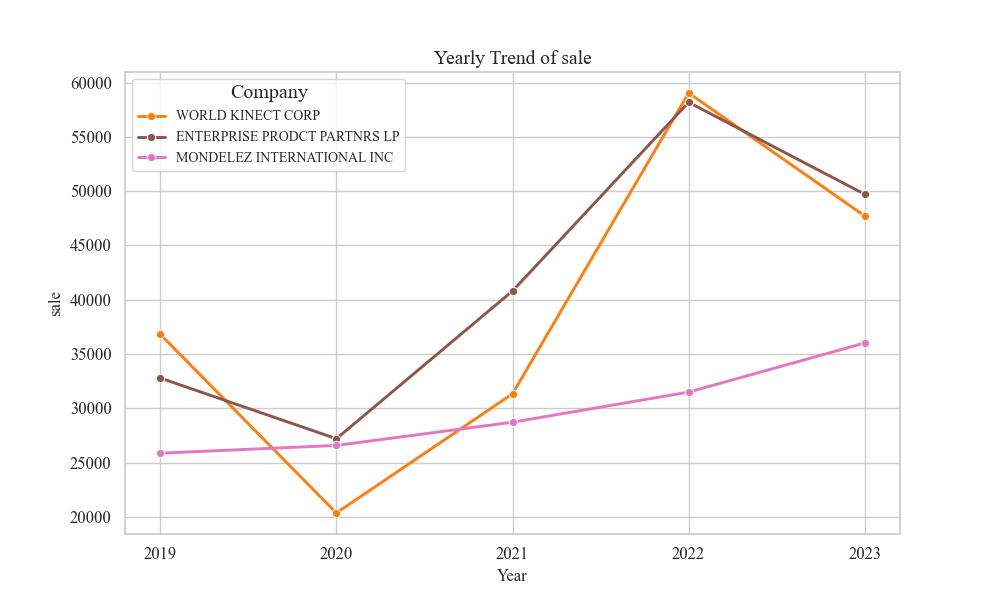 Yearly Trend of sale
Company
WORLD KINECT CORP
ENTERPRISE PRODCT PARTNRS LP
MONDELEZ INTERNATIONAL INC
60000
55000
50000
45000
40000
35000
30000
25000
20000
sale
2019 2020 2021 2022 2023
Year